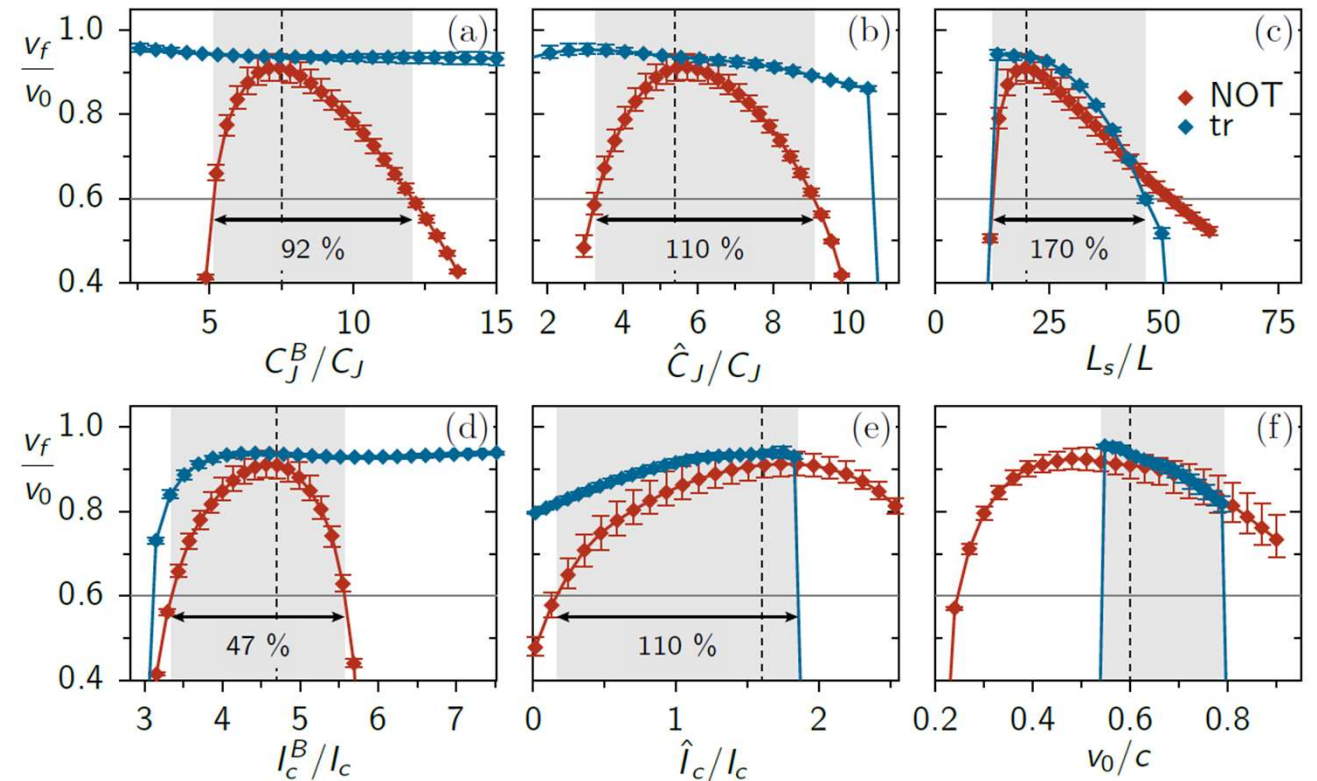 v_f / v_0
1.0
0.8
0.6
0.4
(a)
92 %
5 10 15
C_J^B / C_J
(b)
110 %
2 4 6 8 10
Ĉ_J / C_J
(c)
NOT
tr
170 %
0 25 50 75
L_s / L
v_f / v_0
1.0
0.8
0.6
0.4
(d)
47 %
3 4 5 6 7
I_c^B / I_c
(e)
110 %
0 1 2
Î_c / I_c
(f)
0.2 0.4 0.6 0.8
v_0 / c